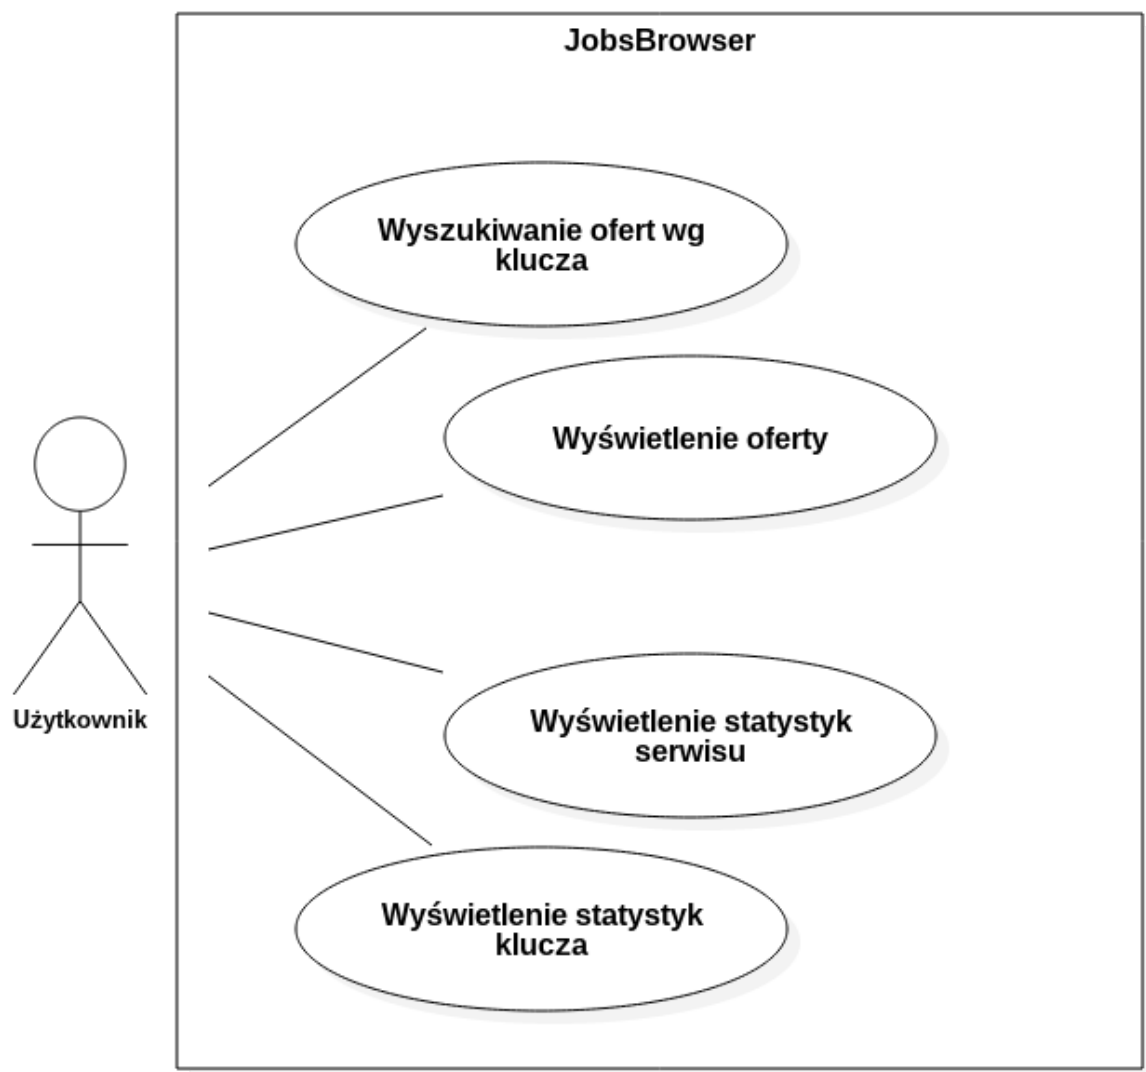 JobsBrowser
Wyszukiwanie ofert wg
klucza
Wyświetlenie oferty
Użytkownik
Wyświetlenie statystyk
serwisu
Wyświetlenie statystyk
klucza